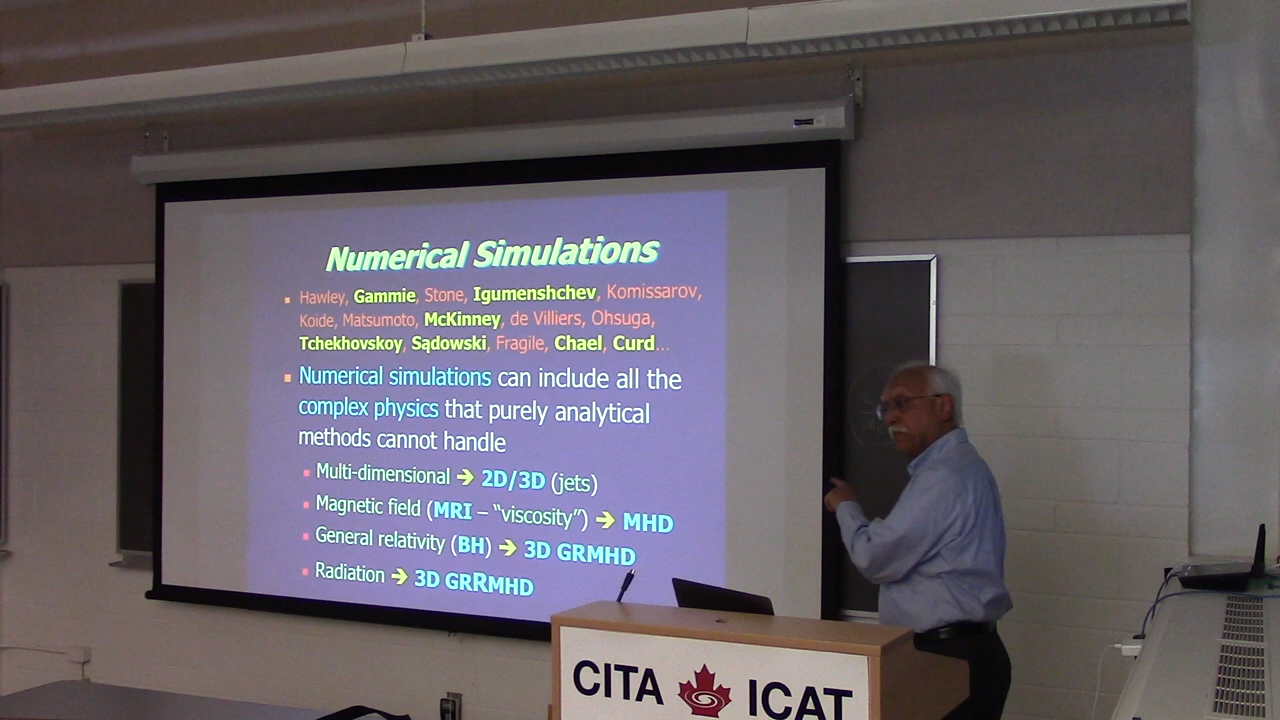 Numerical Simulations
Hawley, Gammie, Stone, Igumenshchev, Komissarov,
Koide, Matsumoto, McKinney, de Villiers, Ohsuga,
Tchekhovskoy, Sądowski, Fragile, Chael, Curd...
Numerical simulations can include all the
complex physics that purely analytical
methods cannot handle
Multi-dimensional → 2D/3D (jets)
Magnetic field (MRI – “viscosity”) → MHD
General relativity (BH) → 3D GRMHD
Radiation → 3D GRRMHD
CITA ICAT